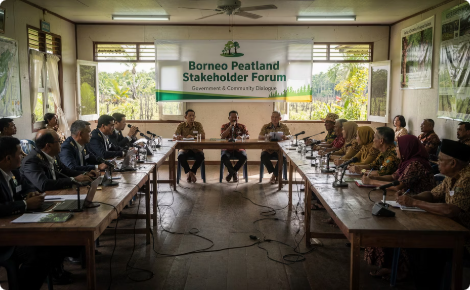 Borneo Peatland
Stakeholder Forum
Government & Community Dialogue